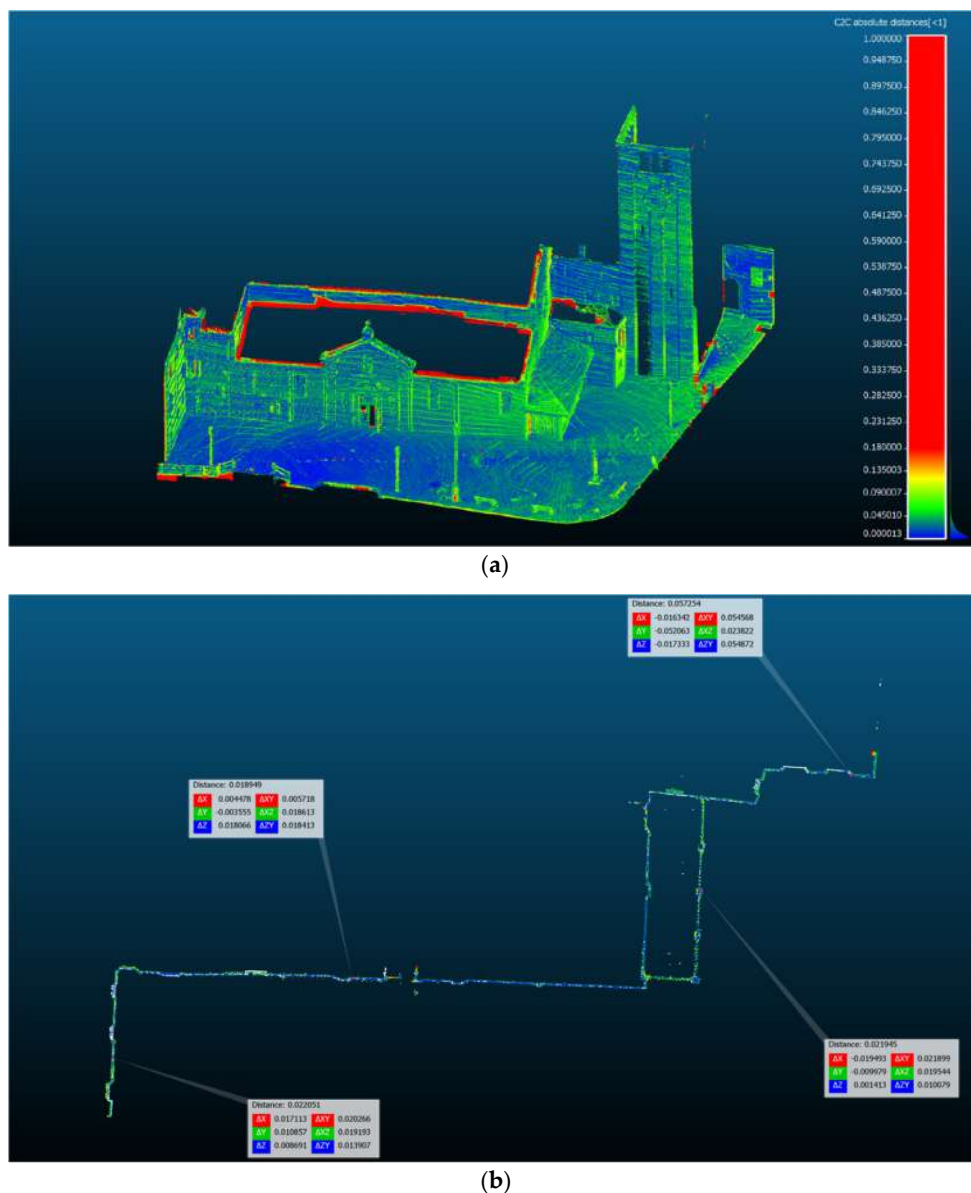 C2C absolute distances[<1]
1.000000
0.948750
0.897500
0.846250
0.795000
0.743750
0.692500
0.641250
0.590000
0.538750
0.487500
0.436250
0.385000
0.333750
0.282500
0.231250
0.180000
0.135003
0.090007
0.045010
0.000013
(a)
Distance: 0.057254
ΔX -0.016342 ΔXY 0.054568
ΔY -0.052063 ΔXZ 0.023822
ΔZ -0.017333 ΔZY 0.054872
Distance: 0.018949
ΔX 0.004478 ΔXY 0.005718
ΔY -0.003555 ΔXZ 0.018613
ΔZ 0.018066 ΔZY 0.018413
Distance: 0.021945
ΔX -0.019493 ΔXY 0.021899
ΔY -0.009979 ΔXZ 0.019544
ΔZ 0.001413 ΔZY 0.010079
Distance: 0.022051
ΔX 0.017113 ΔXY 0.020266
ΔY 0.010857 ΔXZ 0.019193
ΔZ 0.008691 ΔZY 0.013907
(b)